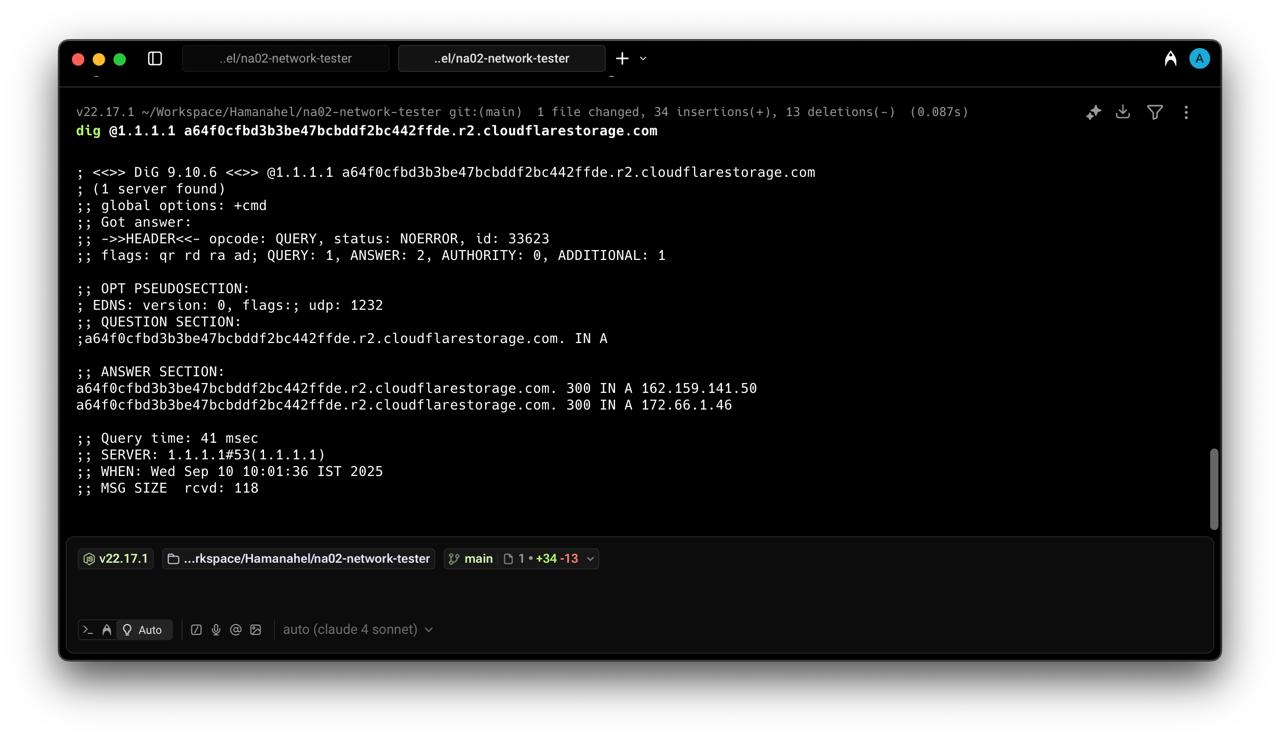 ..el/na02-network-tester
..el/na02-network-tester
A
v22.17.1 ~/Workspace/Hamanahel/na02-network-tester git:(main)  1 file changed, 34 insertions(+), 13 deletions(-)  (0.087s)
dig @1.1.1.1 a64f0cfbd3b3be47bcbddf2bc442ffde.r2.cloudflarestorage.com
; <<>> DiG 9.10.6 <<>> @1.1.1.1 a64f0cfbd3b3be47bcbddf2bc442ffde.r2.cloudflarestorage.com
; (1 server found)
;; global options: +cmd
;; Got answer:
;; ->>HEADER<<- opcode: QUERY, status: NOERROR, id: 33623
;; flags: qr rd ra ad; QUERY: 1, ANSWER: 2, AUTHORITY: 0, ADDITIONAL: 1
;; OPT PSEUDOSECTION:
; EDNS: version: 0, flags:; udp: 1232
;; QUESTION SECTION:
;a64f0cfbd3b3be47bcbddf2bc442ffde.r2.cloudflarestorage.com. IN A
;; ANSWER SECTION:
a64f0cfbd3b3be47bcbddf2bc442ffde.r2.cloudflarestorage.com. 300 IN A 162.159.141.50
a64f0cfbd3b3be47bcbddf2bc442ffde.r2.cloudflarestorage.com. 300 IN A 172.66.1.46
;; Query time: 41 msec
;; SERVER: 1.1.1.1#53(1.1.1.1)
;; WHEN: Wed Sep 10 10:01:36 IST 2025
;; MSG SIZE  rcvd: 118
v22.17.1 ...rkspace/Hamanahel/na02-network-tester main 1 • +34 -13
Auto auto (claude 4 sonnet)